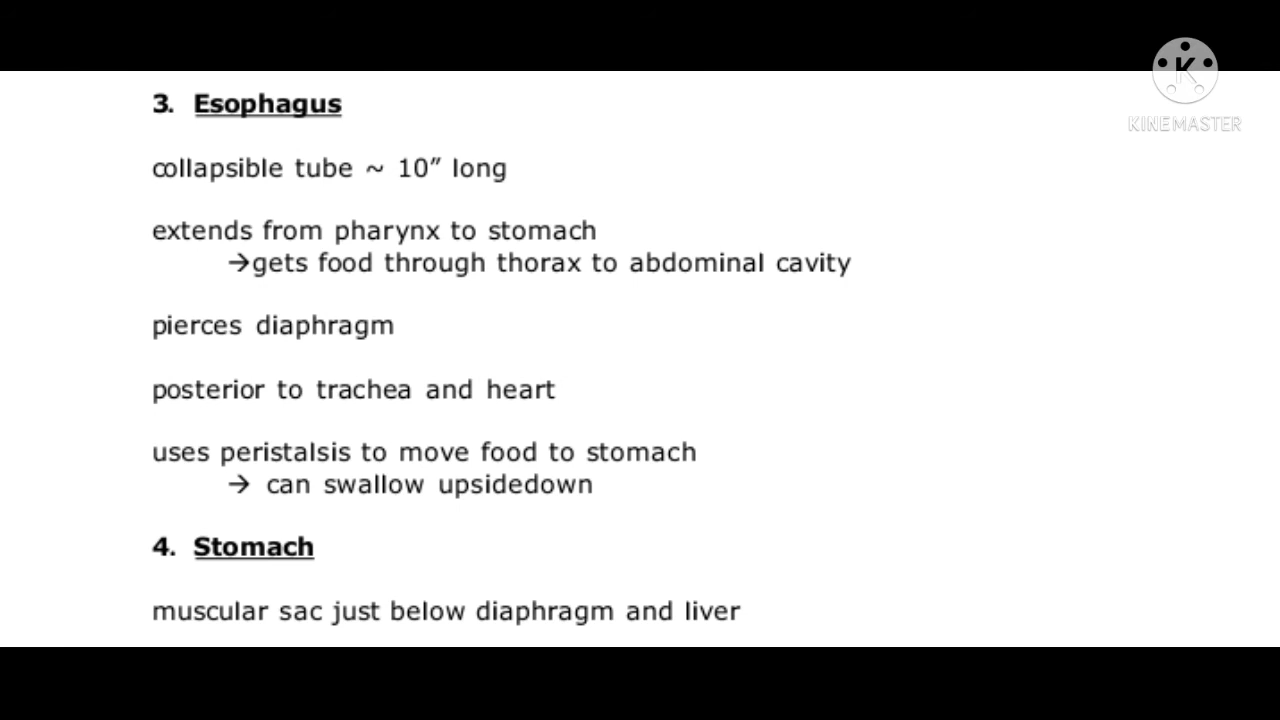 KINEMASTER
3. Esophagus
collapsible tube ~ 10” long
extends from pharynx to stomach
→gets food through thorax to abdominal cavity
pierces diaphragm
posterior to trachea and heart
uses peristalsis to move food to stomach
→ can swallow upsidedown
4. Stomach
muscular sac just below diaphragm and liver